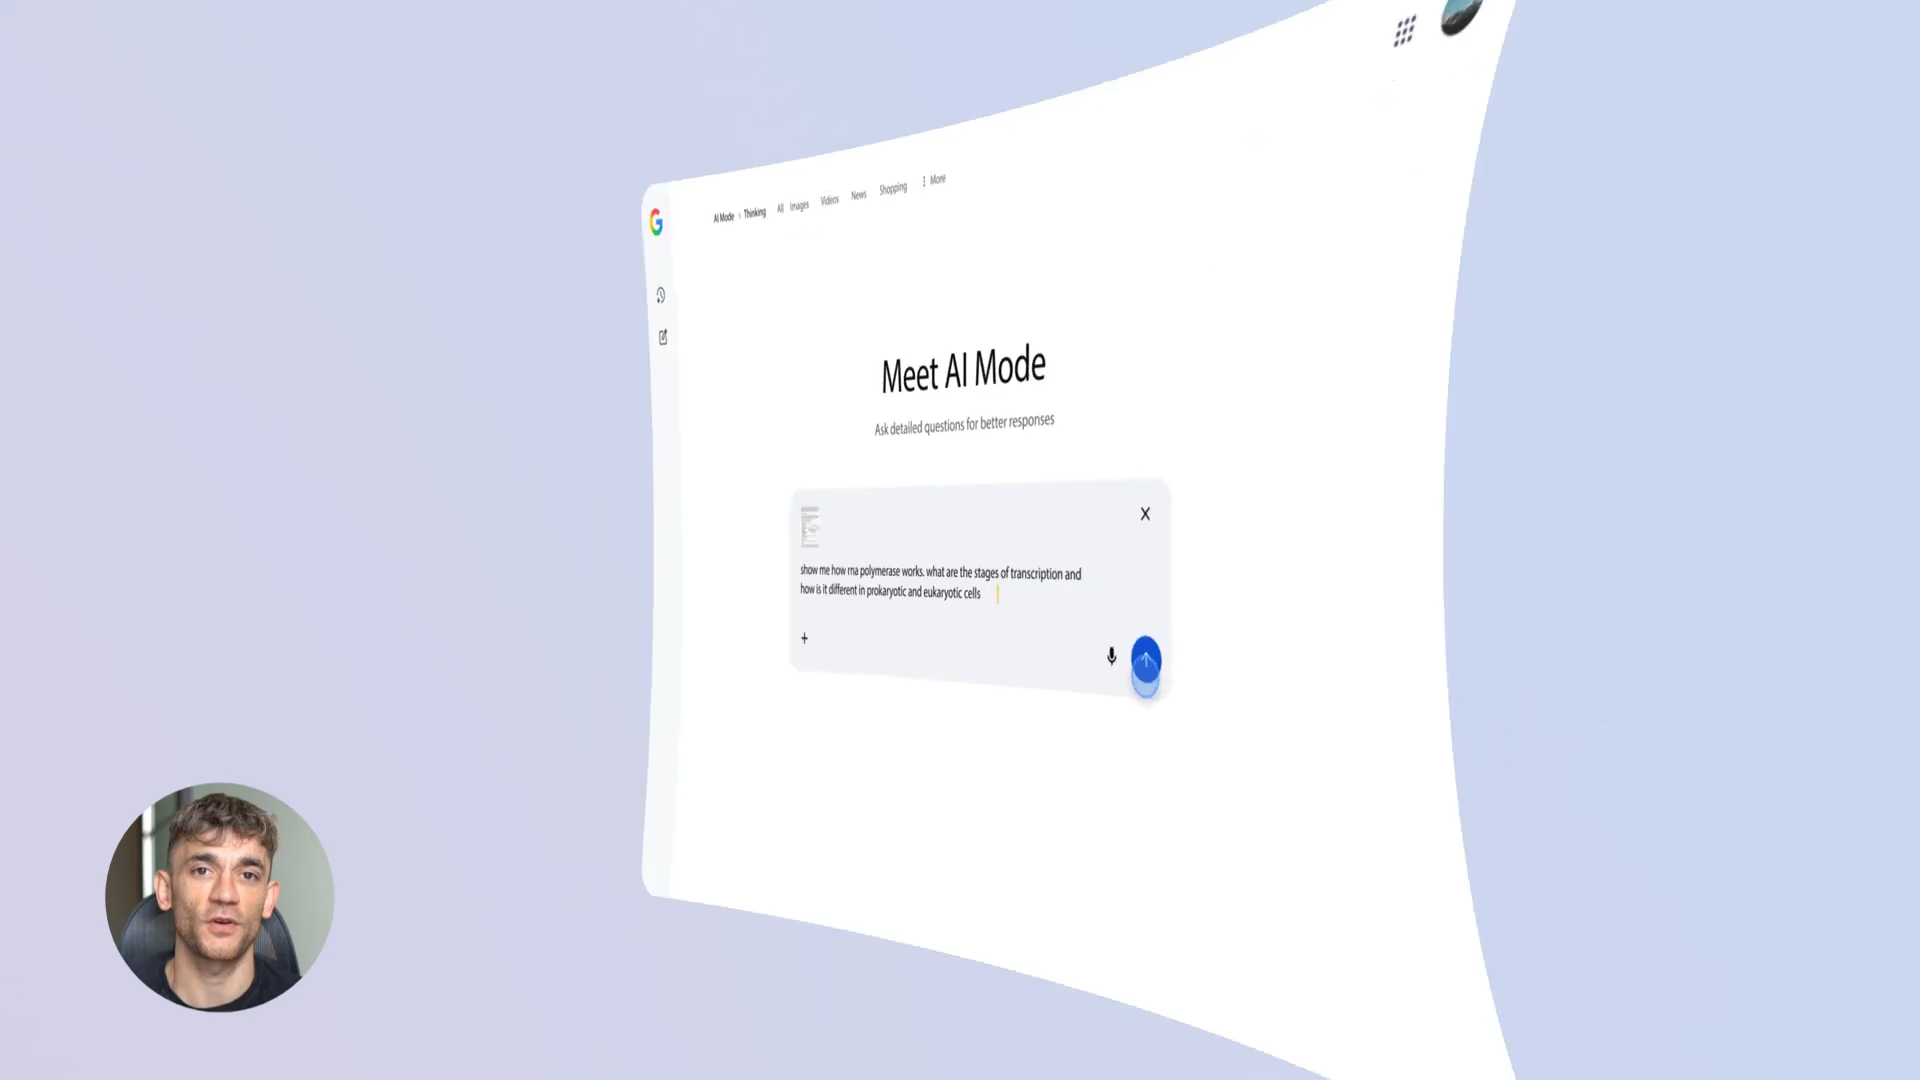 AI Mode › Thinking All Images Videos News Shopping ⋮ More
Meet AI Mode
Ask detailed questions for better responses
show me how rna polymerase works. what are the stages of transcription and
how is it different in prokaryotic and eukaryotic cells